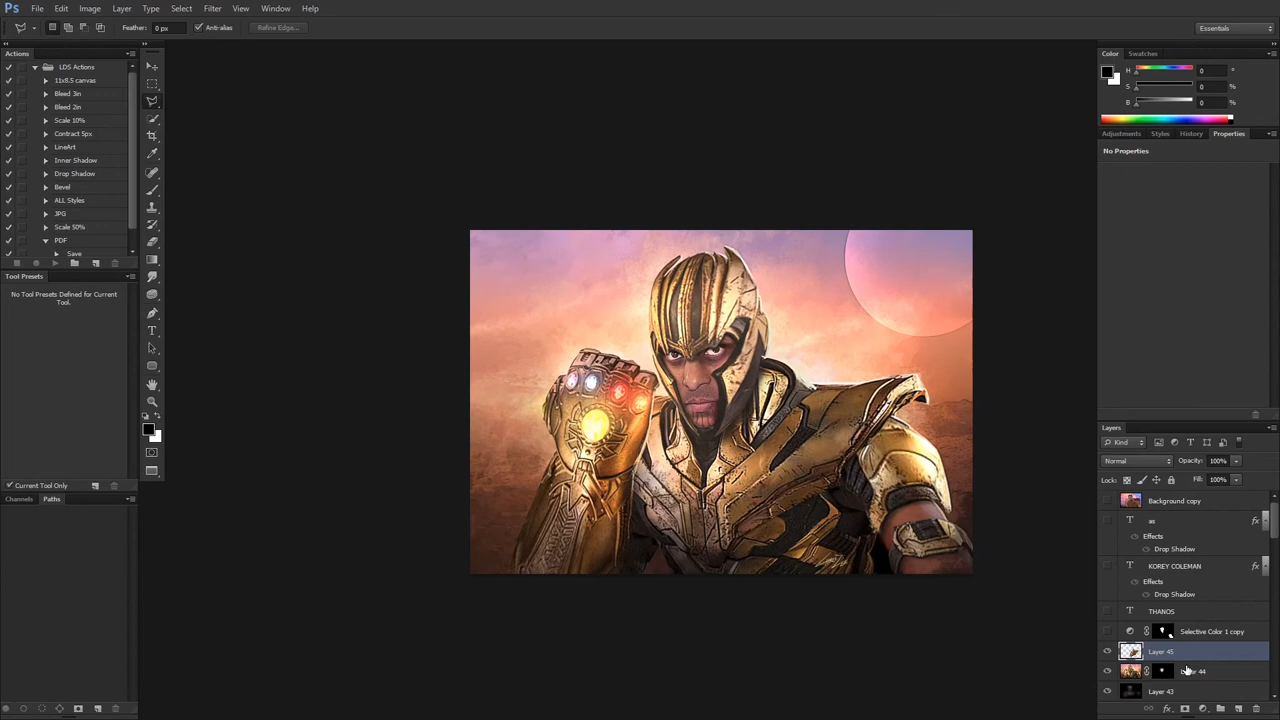 Ps File Edit Image Layer Type Select Filter View Window Help
Feather: 0 px Anti-alias Refine Edge... Essentials
Actions
LDS Actions
11x8.5 canvas
Bleed 3in
Bleed 2in
Scale 10%
Contract 5px
LineArt
Inner Shadow
Drop Shadow
Bevel
ALL Styles
JPG
Scale 50%
PDF
Save
Tool Presets
No Tool Presets Defined for Current
Tool.
Current Tool Only
Channels Paths
Color Swatches
H 0 °
S 0 %
B 0 %
Adjustments Styles History Properties
No Properties
Layers
Kind
Normal Opacity: 100%
Lock: Fill: 100%
Background copy
as fx
Effects
Drop Shadow
KOREY COLEMAN fx
Effects
Drop Shadow
THANOS
Selective Color 1 copy
Layer 45
44
Layer 43
fx